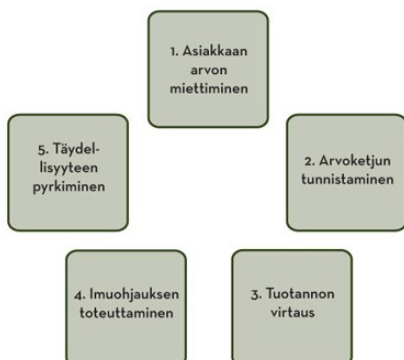 1. Asiakkaan
arvon
miettiminen
2. Arvoketjun
tunnistaminen
3. Tuotannon
virtaus
4. Imuohjauksen
toteuttaminen
5. Täydel-
lisyyteen
pyrkiminen